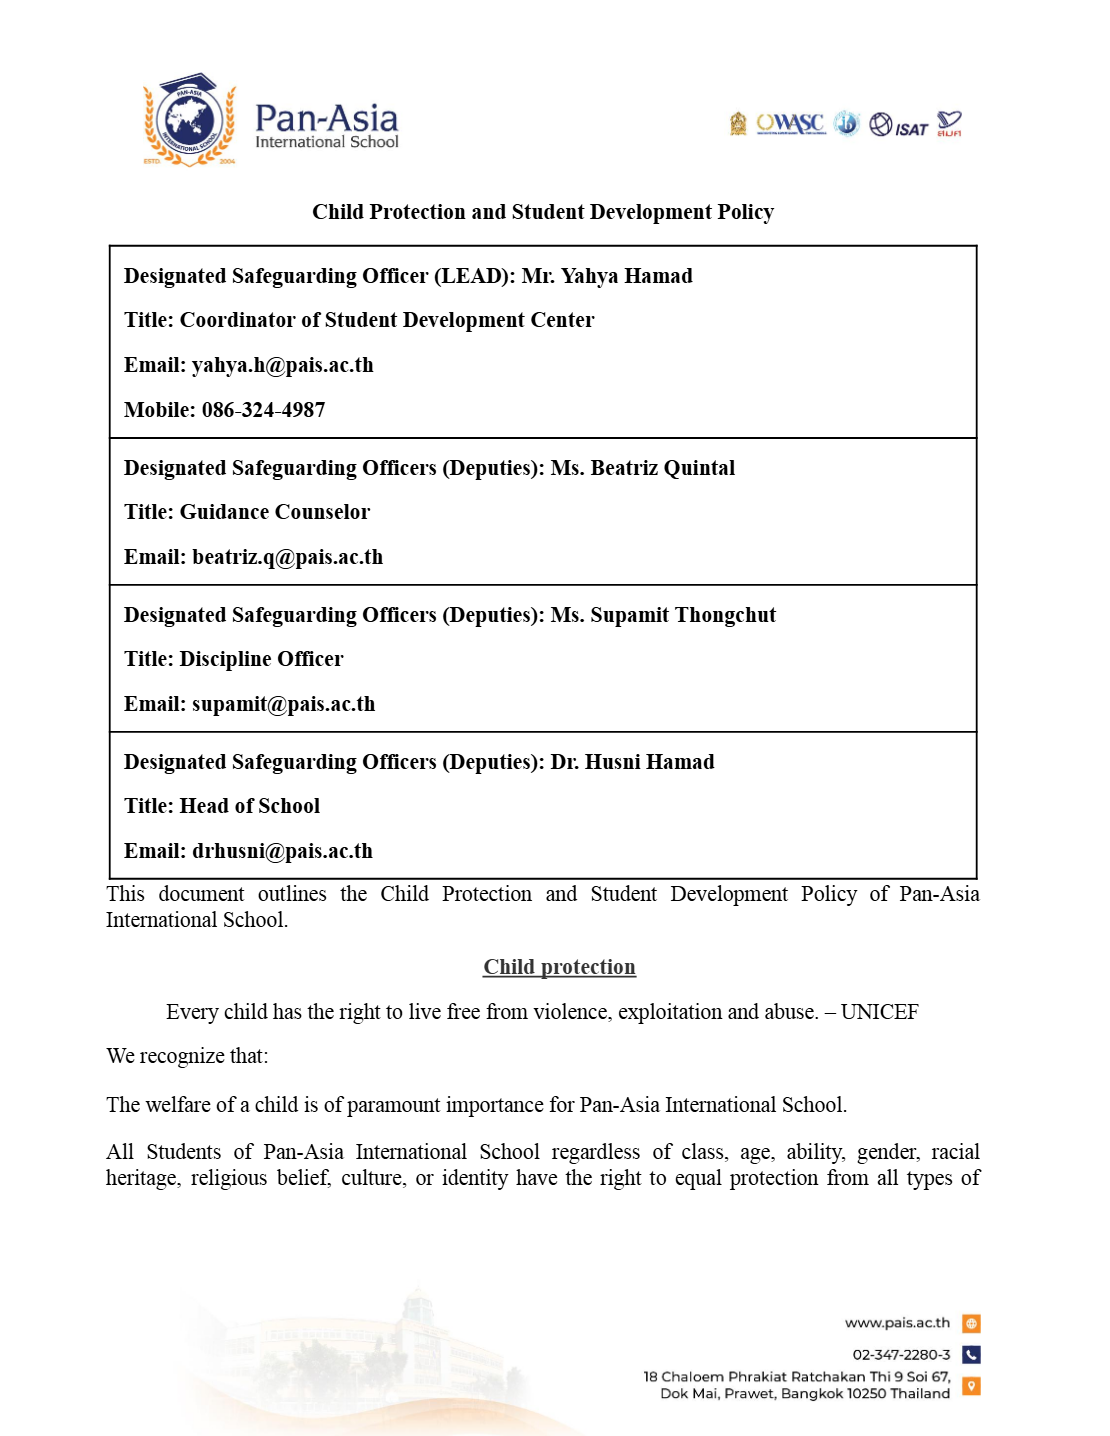 PAN-ASIA
INTERNATIONAL SCHOOL
ESTD. 2004
Pan-Asia
International School
WASC
ISAT
สมศ
Child Protection and Student Development Policy
Designated Safeguarding Officer (LEAD): Mr. Yahya Hamad
Title: Coordinator of Student Development Center
Email: yahya.h@pais.ac.th
Mobile: 086-324-4987
Designated Safeguarding Officers (Deputies): Ms. Beatriz Quintal
Title: Guidance Counselor
Email: beatriz.q@pais.ac.th
Designated Safeguarding Officers (Deputies): Ms. Supamit Thongchut
Title: Discipline Officer
Email: supamit@pais.ac.th
Designated Safeguarding Officers (Deputies): Dr. Husni Hamad
Title: Head of School
Email: drhusni@pais.ac.th
This document outlines the Child Protection and Student Development Policy of Pan-Asia
International School.
Child protection
Every child has the right to live free from violence, exploitation and abuse. – UNICEF
We recognize that:
The welfare of a child is of paramount importance for Pan-Asia International School.
All Students of Pan-Asia International School regardless of class, age, ability, gender, racial
heritage, religious belief, culture, or identity have the right to equal protection from all types of
www.pais.ac.th
02-347-2280-3
18 Chaloem Phrakiat Ratchakan Thi 9 Soi 67,
Dok Mai, Prawet, Bangkok 10250 Thailand